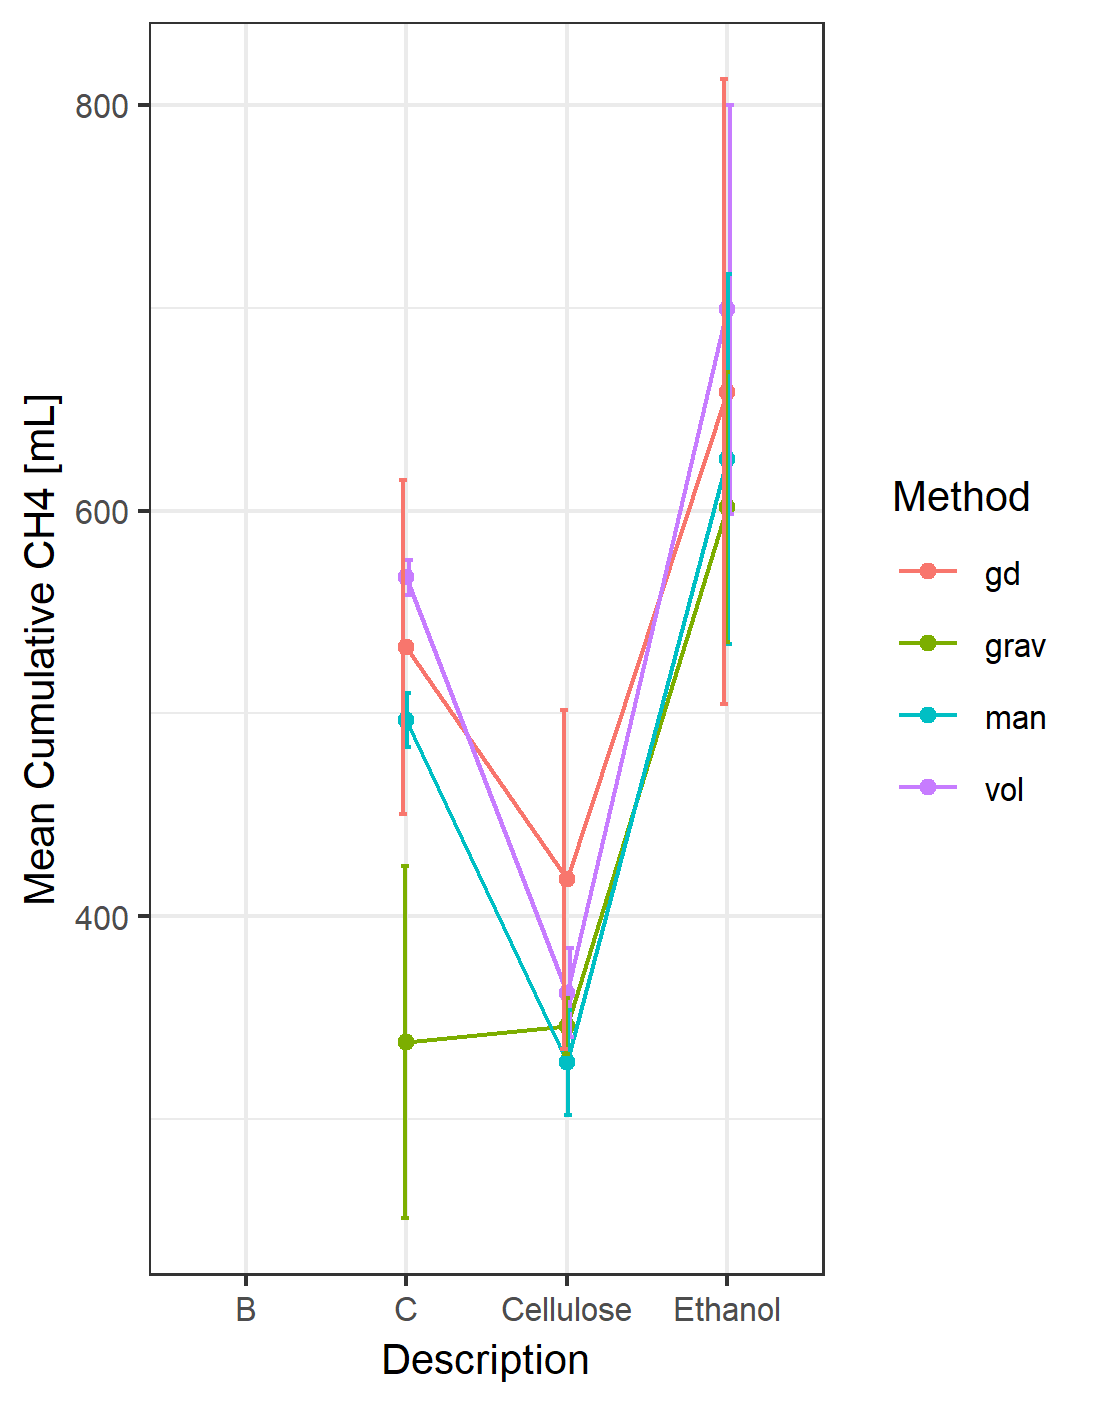 Mean Cumulative CH4 [mL]
800
600
400
B
C
Cellulose
Ethanol
Description
Method
gd
grav
man
vol